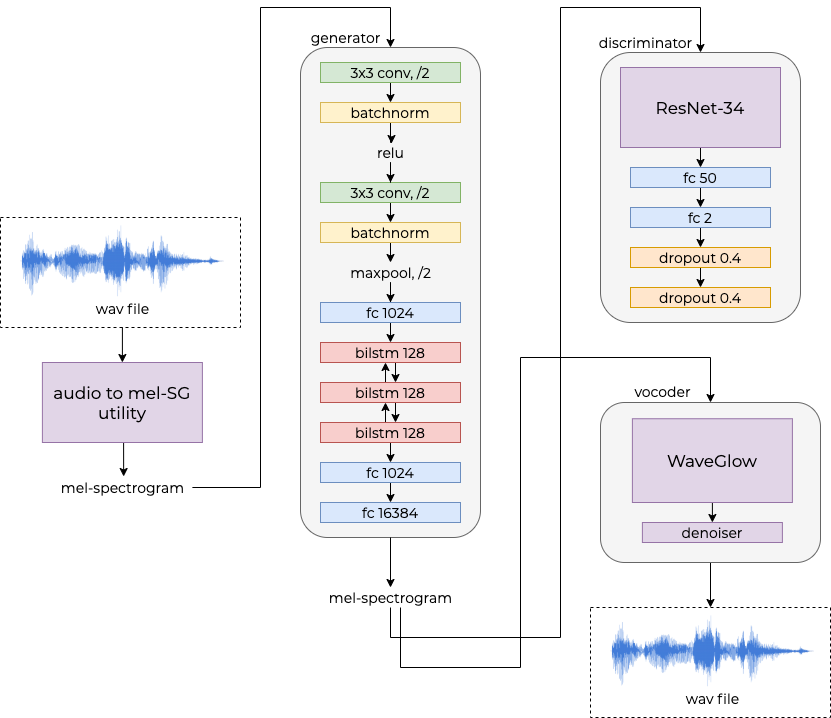 wav file
audio to mel-SG
utility
mel-spectrogram
generator
3x3 conv, /2
batchnorm
relu
3x3 conv, /2
batchnorm
maxpool, /2
fc 1024
bilstm 128
bilstm 128
bilstm 128
fc 1024
fc 16384
mel-spectrogram
discriminator
ResNet-34
fc 50
fc 2
dropout 0.4
dropout 0.4
vocoder
WaveGlow
denoiser
wav file